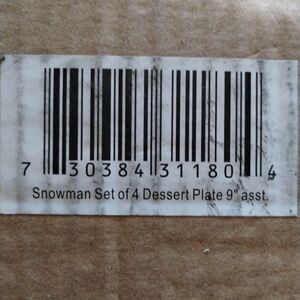 7 30384 31180 4
Snowman Set of 4 Dessert Plate 9" asst.